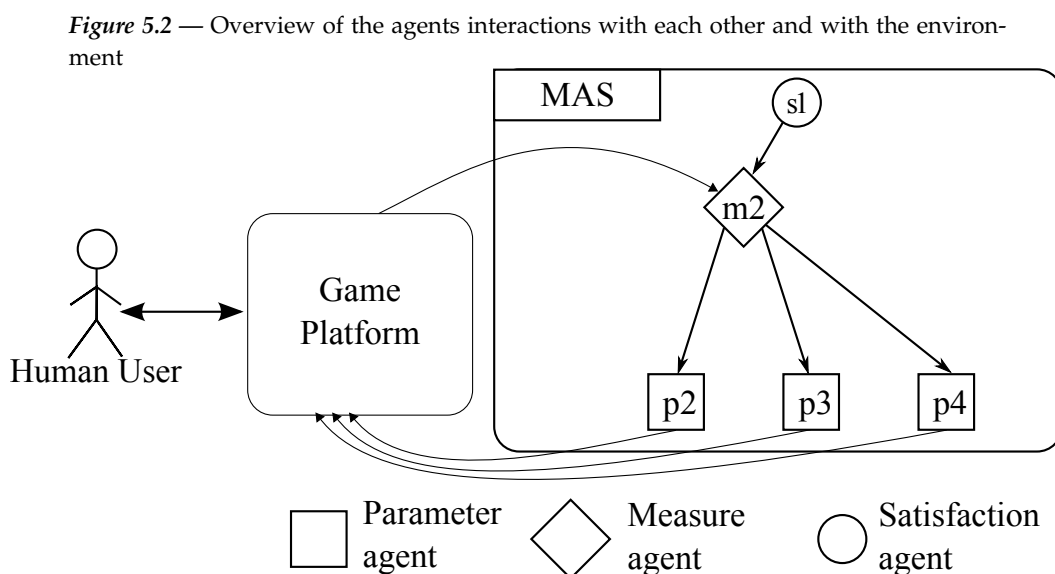 Figure 5.2 — Overview of the agents interactions with each other and with the environ-
ment
MAS
sl
m2
Game
Platform
Human User
p2
p3
p4
Parameter
agent
Measure
agent
Satisfaction
agent